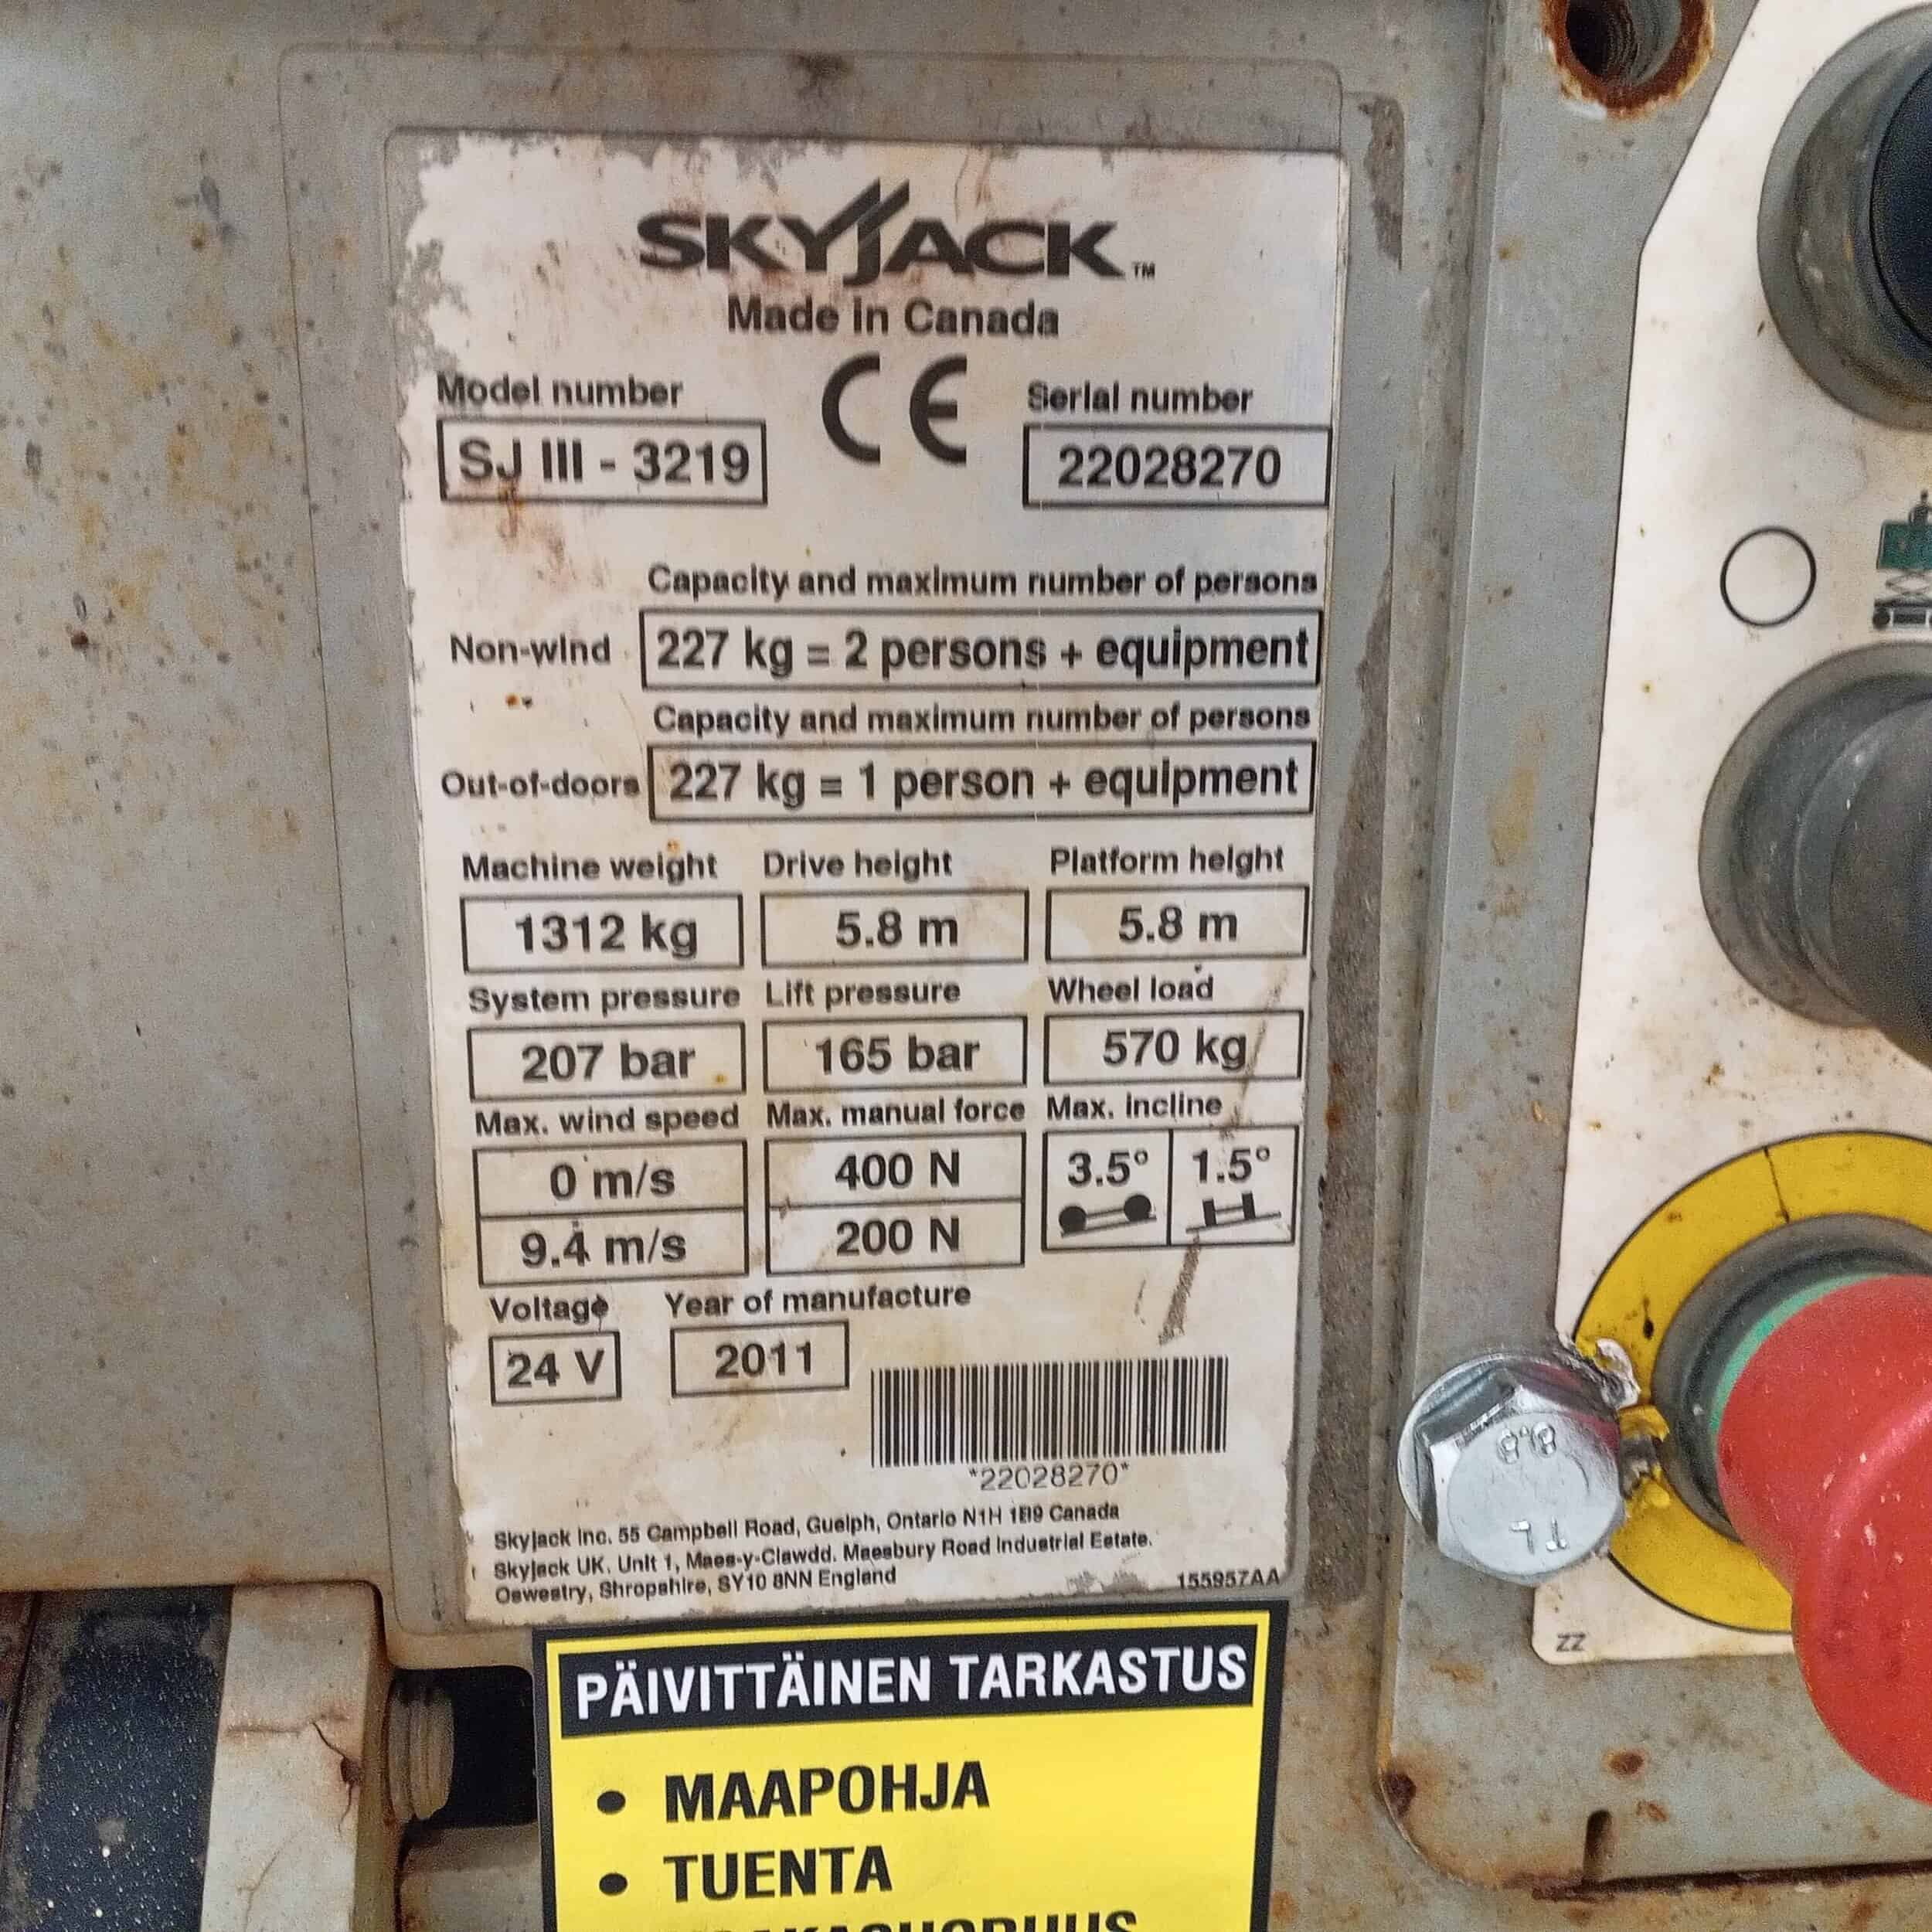 SKYJACK™
Made in Canada
CE
Model number
SJ III - 3219
Serial number
22028270
Capacity and maximum number of persons
Non-wind 227 kg = 2 persons + equipment
Capacity and maximum number of persons
Out-of-doors 227 kg = 1 person + equipment
Machine weight Drive height Platform height
1312 kg 5.8 m 5.8 m
System pressure Lift pressure Wheel load
207 bar 165 bar 570 kg
Max. wind speed Max. manual force Max. incline
0 m/s 400 N 3.5° 1.5°
9.4 m/s 200 N
Voltage Year of manufacture
24 V 2011
*22028270*
Skyjack Inc. 55 Campbell Road, Guelph, Ontario N1H 1B9 Canada
Skyjack UK. Unit 1, Maes-y-Clawdd. Maesbury Road Industrial Estate.
Oswestry, Shropshire, SY10 8NN England
155957AA
8.8
TL
ZZ
PÄIVITTÄINEN TARKASTUS
• MAAPOHJA
• TUENTA